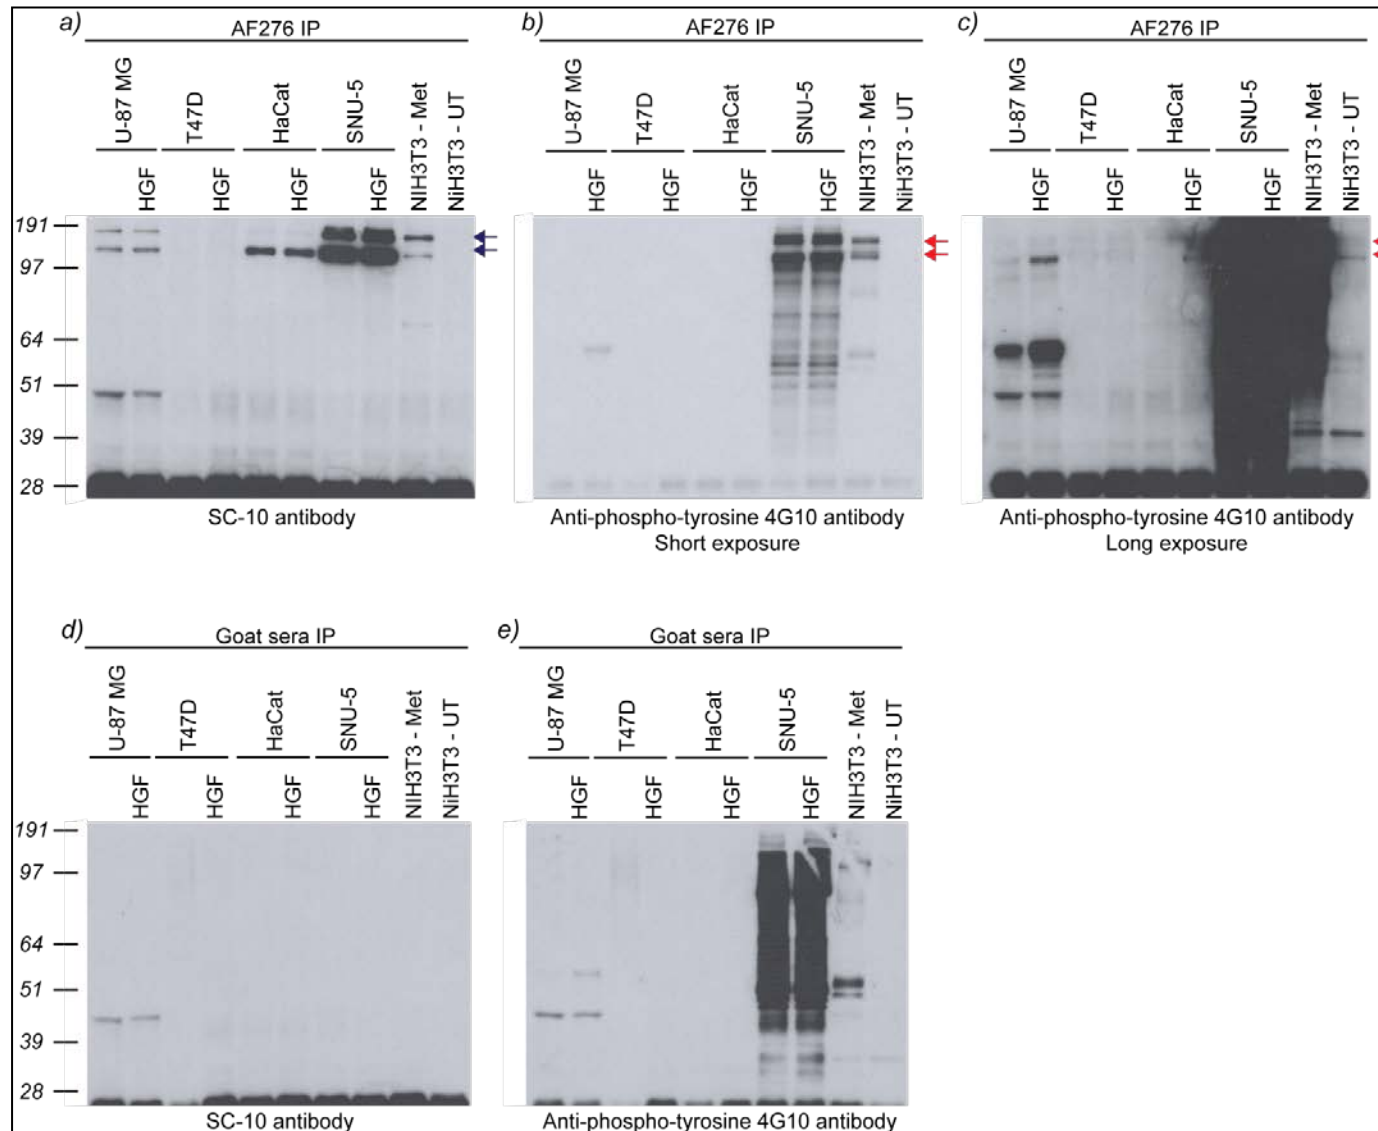 a)
AF276 IP
U-87 MG
T47D
HaCat
SNU-5
NIH3T3 - Met
NiH3T3 - UT
HGF
HGF
HGF
HGF
191
97
64
51
39
28
SC-10 antibody
b)
AF276 IP
U-87 MG
T47D
HaCat
SNU-5
NIH3T3 - Met
NiH3T3 - UT
HGF
HGF
HGF
HGF
Anti-phospho-tyrosine 4G10 antibody
Short exposure
c)
AF276 IP
U-87 MG
T47D
HaCat
SNU-5
NIH3T3 - Met
NiH3T3 - UT
HGF
HGF
HGF
HGF
Anti-phospho-tyrosine 4G10 antibody
Long exposure
d)
Goat sera IP
U-87 MG
T47D
HaCat
SNU-5
NIH3T3 - Met
NiH3T3 - UT
HGF
HGF
HGF
HGF
191
97
64
51
39
28
SC-10 antibody
e)
Goat sera IP
U-87 MG
T47D
HaCat
SNU-5
NIH3T3 - Met
NiH3T3 - UT
HGF
HGF
HGF
HGF
Anti-phospho-tyrosine 4G10 antibody